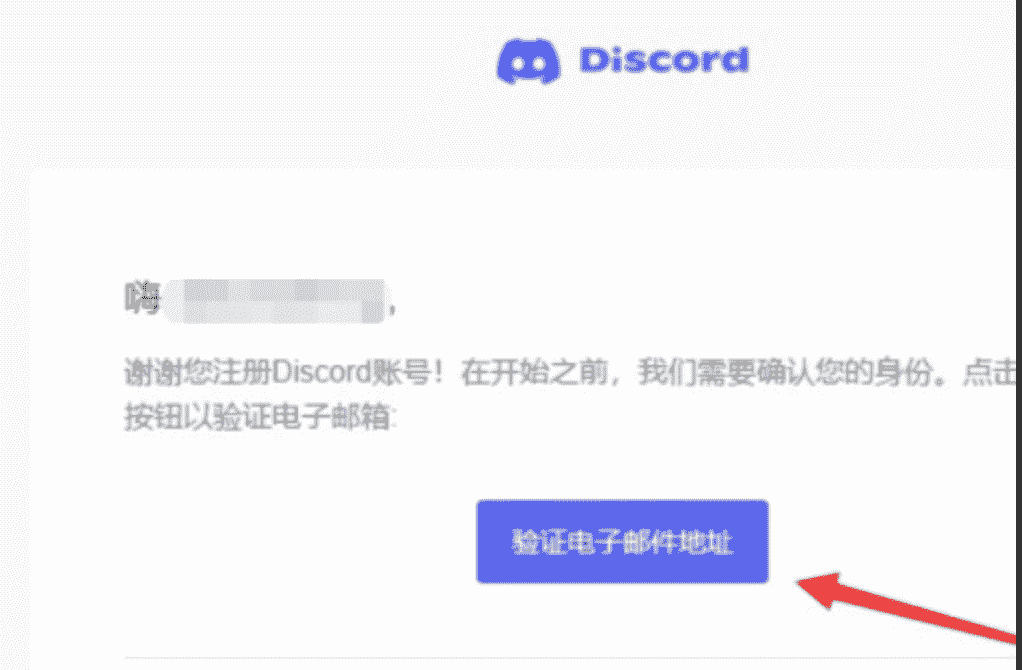 Discord
嗨 ,
谢谢您注册Discord账号！在开始之前，我们需要确认您的身份。点击
按钮以验证电子邮箱:
验证电子邮件地址